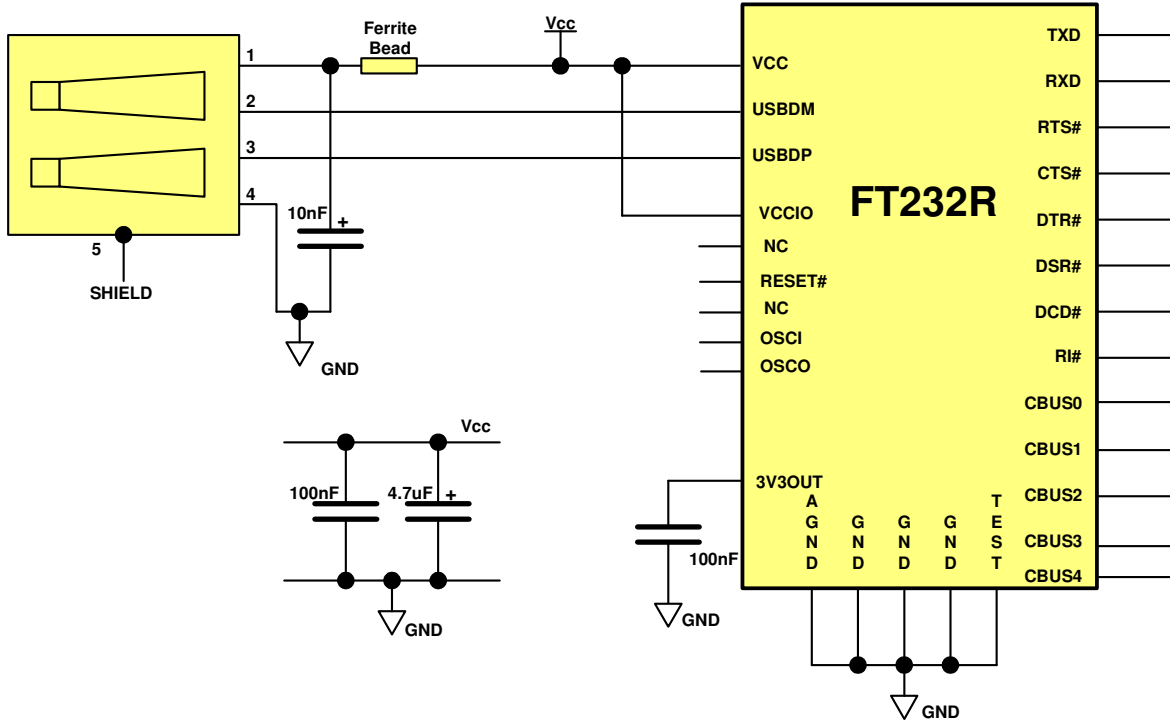 Ferrite
Bead
Vcc
1
2
3
4
5
SHIELD
10nF
+
GND
Vcc
100nF
4.7uF
+
GND
FT232R
VCC
USBDM
USBDP
VCCIO
NC
RESET#
NC
OSCI
OSCO
3V3OUT
100nF
GND
AGND
GND
GND
GND
TEST
GND
TXD
RXD
RTS#
CTS#
DTR#
DSR#
DCD#
RI#
CBUS0
CBUS1
CBUS2
CBUS3
CBUS4